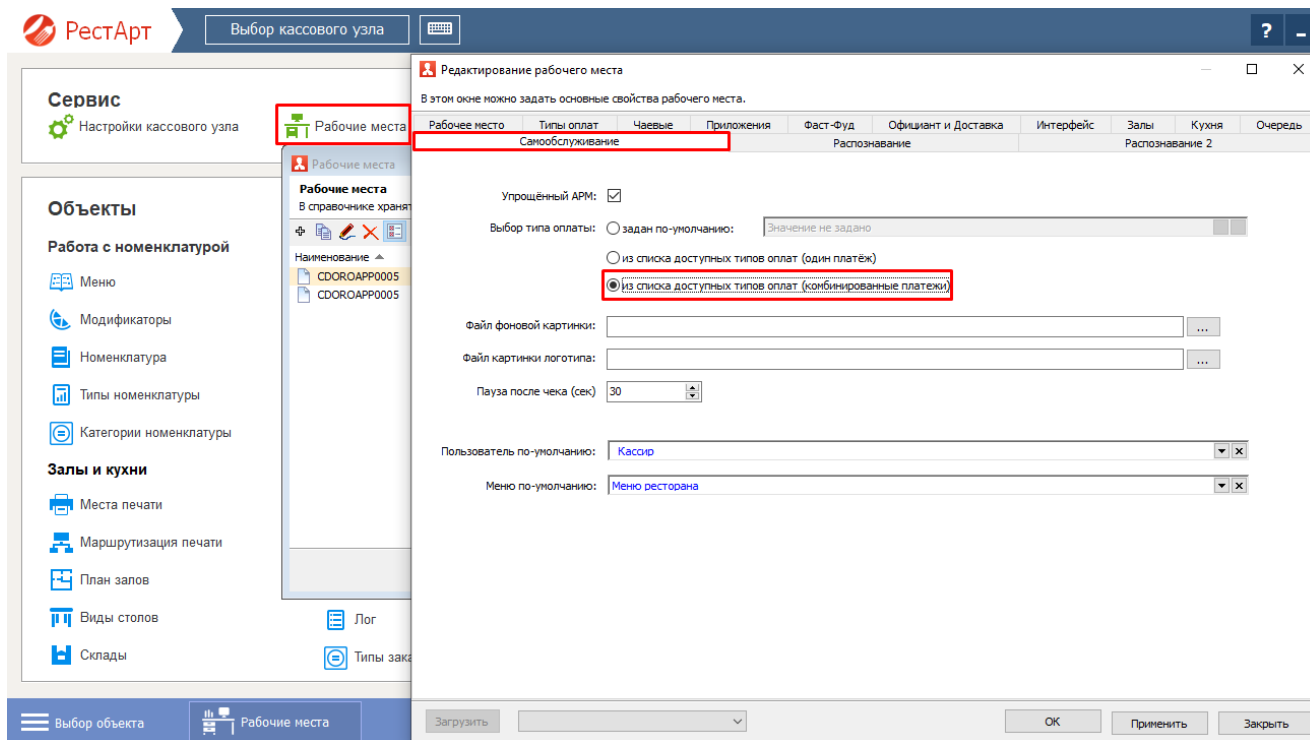 РестАрт
Выбор кассового узла
?
Сервис
Настройки кассового узла
Рабочие места
Объекты
Работа с номенклатурой
Меню
Модификаторы
Номенклатура
Типы номенклатуры
Категории номенклатуры
Залы и кухни
Места печати
Маршрутизация печати
План залов
Виды столов
Склады
Лог
Типы зака
Рабочие места
Рабочие места
В справочнике хранят
Наименование
CDOROAPP0005
CDOROAPP0005
Редактирование рабочего места
В этом окне можно задать основные свойства рабочего места.
Рабочее место Типы оплат Чаевые Приложения Фаст-Фуд Официант и Доставка Интерфейс Залы Кухня Очередь
Самообслуживание Распознавание Распознавание 2
Упрощённый АРМ:
Выбор типа оплаты: задан по-умолчанию: Значение не задано
из списка доступных типов оплат (один платёж)
из списка доступных типов оплат (комбинированные платежи)
Файл фоновой картинки: ...
Файл картинки логотипа: ...
Пауза после чека (сек) 30
Пользователь по-умолчанию: Кассир
Меню по-умолчанию: Меню ресторана
Загрузить OK Применить Закрыть
Выбор объекта Рабочие места